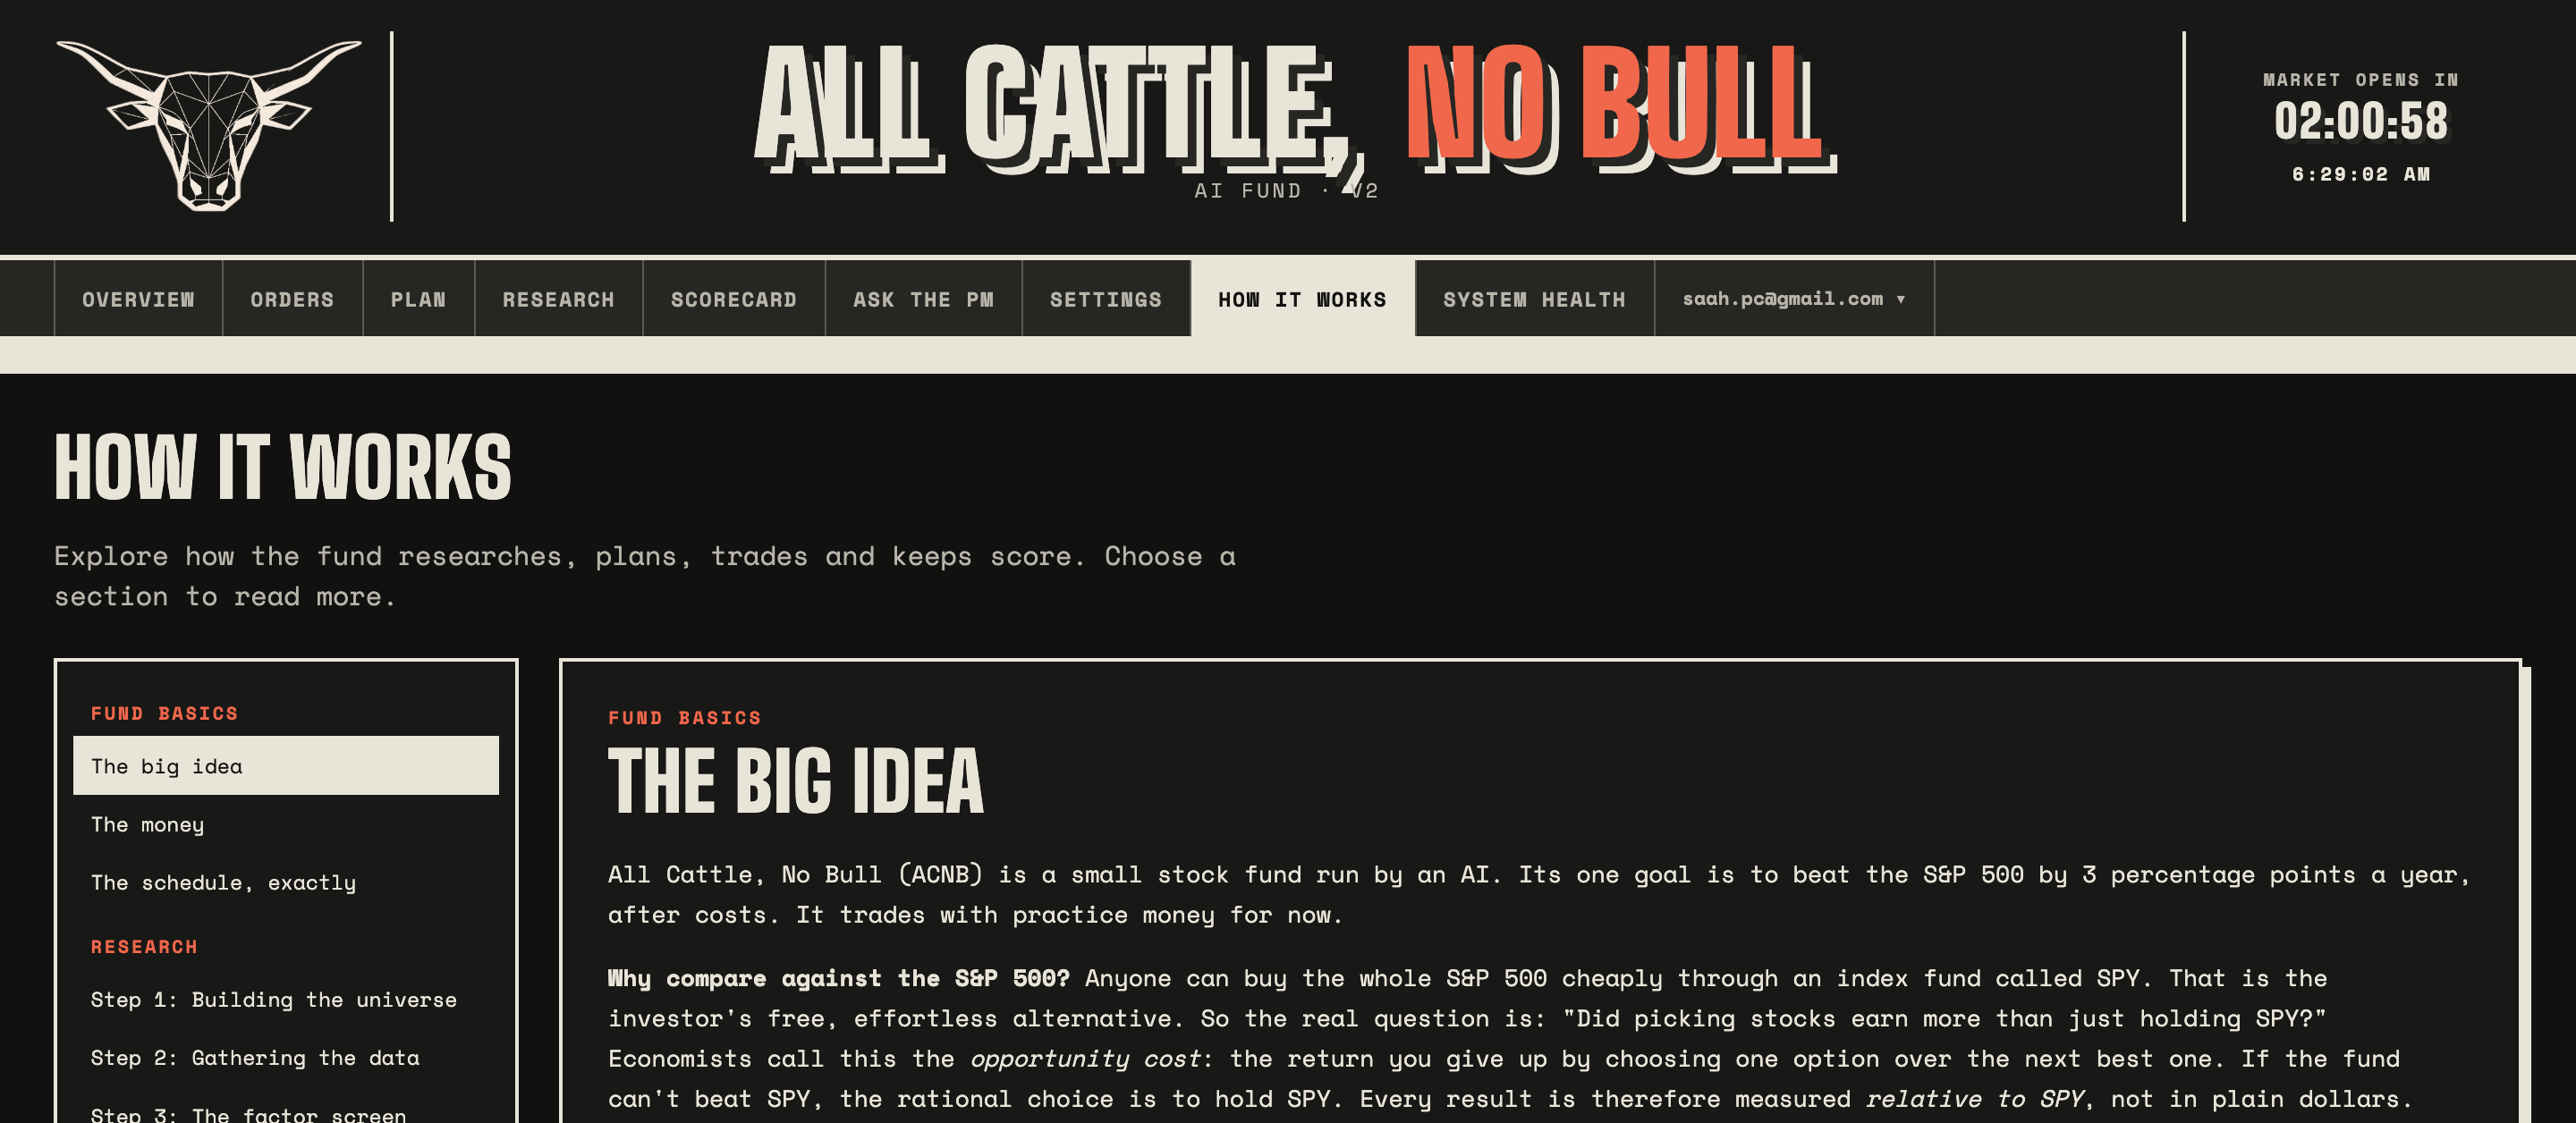 ALL CATTLE, NO BULL
AI FUND · V2
MARKET OPENS IN
02:00:58
6:29:02 AM
OVERVIEW
ORDERS
PLAN
RESEARCH
SCORECARD
ASK THE PM
SETTINGS
HOW IT WORKS
SYSTEM HEALTH
saah.pc@gmail.com ▾
HOW IT WORKS
Explore how the fund researches, plans, trades and keeps score. Choose a
section to read more.
FUND BASICS
The big idea
The money
The schedule, exactly
RESEARCH
Step 1: Building the universe
Step 2: Gathering the data
Step 3: The factor screen
FUND BASICS
THE BIG IDEA
All Cattle, No Bull (ACNB) is a small stock fund run by an AI. Its one goal is to beat the S&P 500 by 3 percentage points a year,
after costs. It trades with practice money for now.
Why compare against the S&P 500? Anyone can buy the whole S&P 500 cheaply through an index fund called SPY. That is the
investor's free, effortless alternative. So the real question is: "Did picking stocks earn more than just holding SPY?"
Economists call this the opportunity cost: the return you give up by choosing one option over the next best one. If the fund
can't beat SPY, the rational choice is to hold SPY. Every result is therefore measured relative to SPY, not in plain dollars.